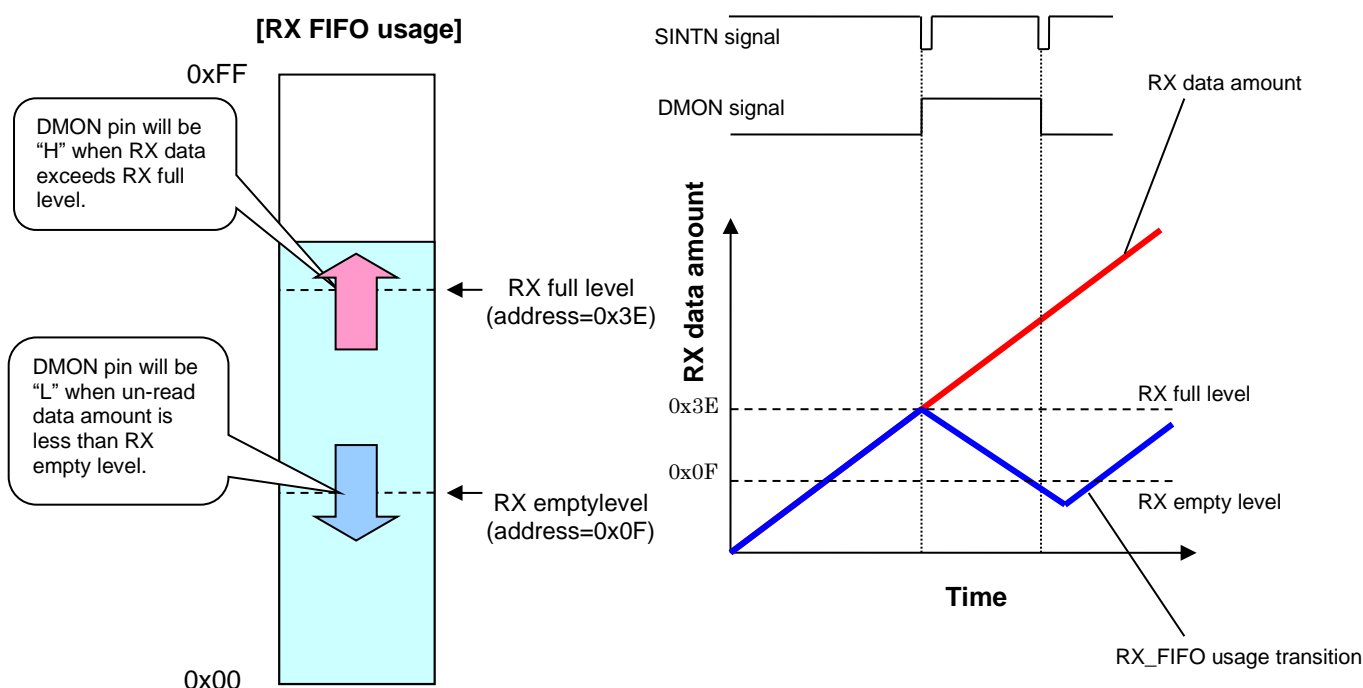 [RX FIFO usage]
0xFF
DMON pin will be
“H” when RX data
exceeds RX full
level.
RX full level
(address=0x3E)
DMON pin will be
“L” when un-read
data amount is
less than RX
empty level.
RX emptylevel
(address=0x0F)
0x00
SINTN signal
DMON signal
RX data amount
RX data amount
0x3E
RX full level
0x0F
RX empty level
Time
RX_FIFO usage transition